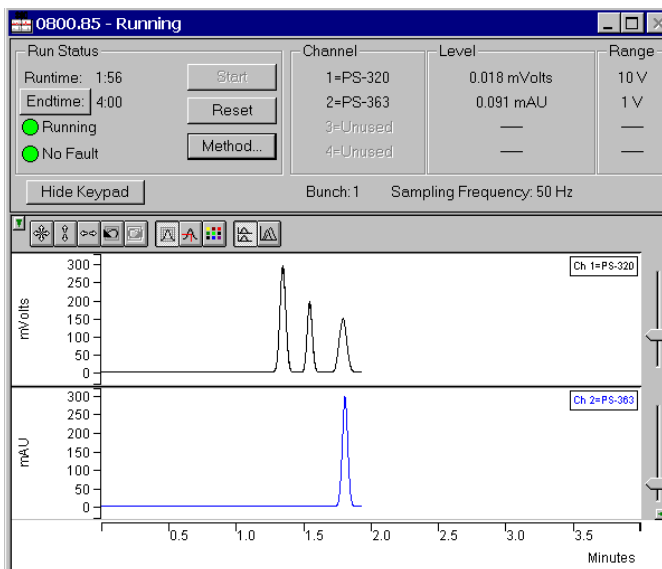 0800.85 - Running
Run Status
Runtime: 1:56
Endtime: 4:00
Running
No Fault
Start
Reset
Method...
Channel
1=PS-320
2=PS-363
3=Unused
4=Unused
Level
0.018 mVolts
0.091 mAU
Range
10 V
1 V
Hide Keypad
Bunch: 1 Sampling Frequency: 50 Hz
Ch 1=PS-320
mVolts
300
250
200
150
100
50
0
Ch 2=PS-363
mAU
300
250
200
150
100
50
0
0.5 1.0 1.5 2.0 2.5 3.0 3.5
Minutes